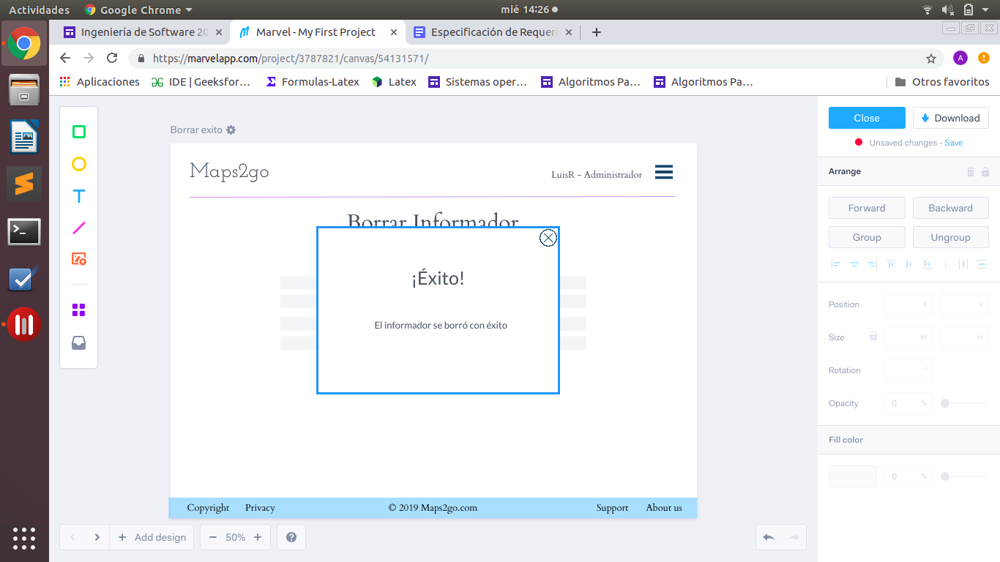 Actividades
Google Chrome
mié 14:26
Ingeniería de Software 20
Marvel - My First Project
Especificación de Requeri
https://marvelapp.com/project/3787821/canvas/54131571/
A
Aplicaciones
IDE | Geeksfor…
Formulas-Latex
Latex
Sistemas oper…
Algoritmos Pa…
Algoritmos Pa…
Otros favoritos
Borrar exito
Close
Download
Unsaved changes - Save
Maps2go
LuisR - Administrador
Arrange
Forward
Backward
Group
Ungroup
Borrar Informador
¡Éxito!
El informador se borró con éxito
Position
X
Y
Size
W
H
Rotation
°
Opacity
0
%
Fill color
0
%
Copyright
Privacy
© 2019 Maps2go.com
Support
About us
Add design
50%